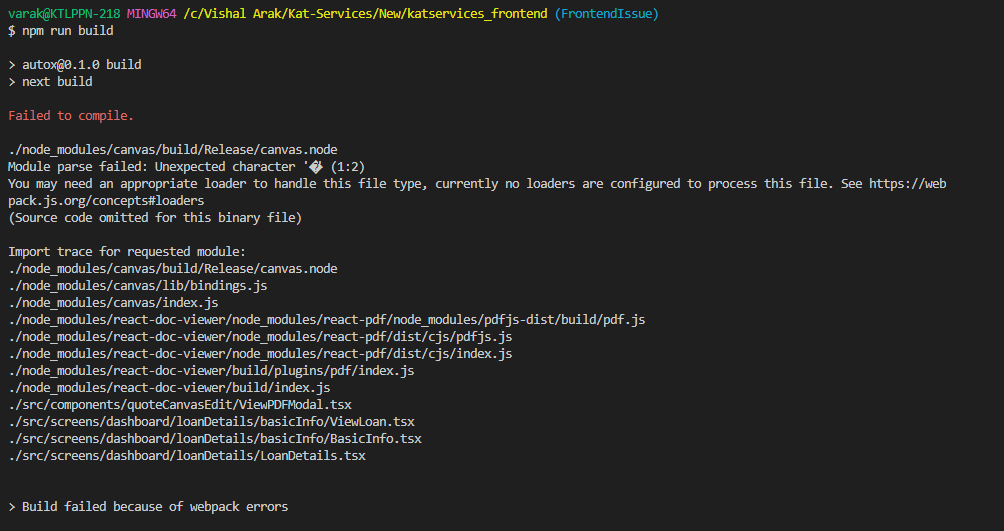 varak@KTLPPN-218 MINGW64 /c/Vishal Arak/Kat-Services/New/katservices_frontend (FrontendIssue)
$ npm run build
> autox@0.1.0 build
> next build
Failed to compile.
./node_modules/canvas/build/Release/canvas.node
Module parse failed: Unexpected character '� (1:2)
You may need an appropriate loader to handle this file type, currently no loaders are configured to process this file. See https://web
pack.js.org/concepts#loaders
(Source code omitted for this binary file)
Import trace for requested module:
./node_modules/canvas/build/Release/canvas.node
./node_modules/canvas/lib/bindings.js
./node_modules/canvas/index.js
./node_modules/react-doc-viewer/node_modules/react-pdf/node_modules/pdfjs-dist/build/pdf.js
./node_modules/react-doc-viewer/node_modules/react-pdf/dist/cjs/pdfjs.js
./node_modules/react-doc-viewer/node_modules/react-pdf/dist/cjs/index.js
./node_modules/react-doc-viewer/build/plugins/pdf/index.js
./node_modules/react-doc-viewer/build/index.js
./src/components/quoteCanvasEdit/ViewPDFModal.tsx
./src/screens/dashboard/loanDetails/basicInfo/ViewLoan.tsx
./src/screens/dashboard/loanDetails/basicInfo/BasicInfo.tsx
./src/screens/dashboard/loanDetails/LoanDetails.tsx
> Build failed because of webpack errors